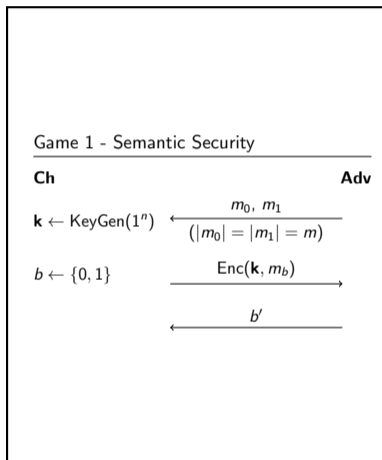 Game 1 - Semantic Security
Ch Adv
k ← KeyGen(1ⁿ) m₀, m₁
(|m₀| = |m₁| = m)
b ← {0, 1} Enc(k, m_b)
b′